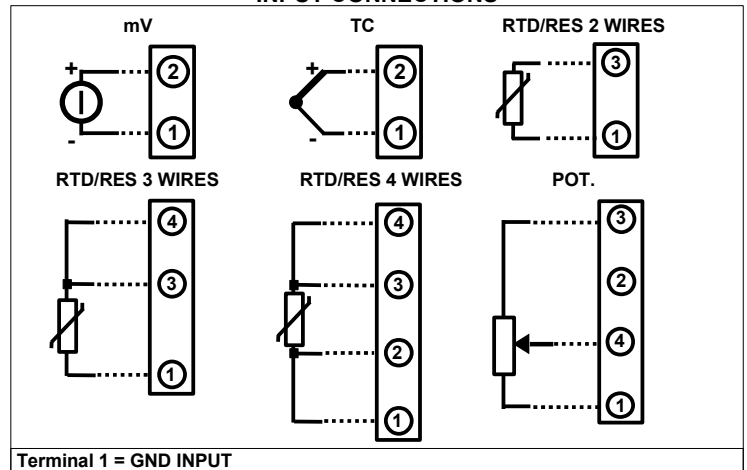 INPUT CONNECTIONS
mV
+
-
2
1
TC
+
-
2
1
RTD/RES 2 WIRES
3
1
RTD/RES 3 WIRES
4
3
1
RTD/RES 4 WIRES
4
3
2
1
POT.
3
2
4
1
Terminal 1 = GND INPUT